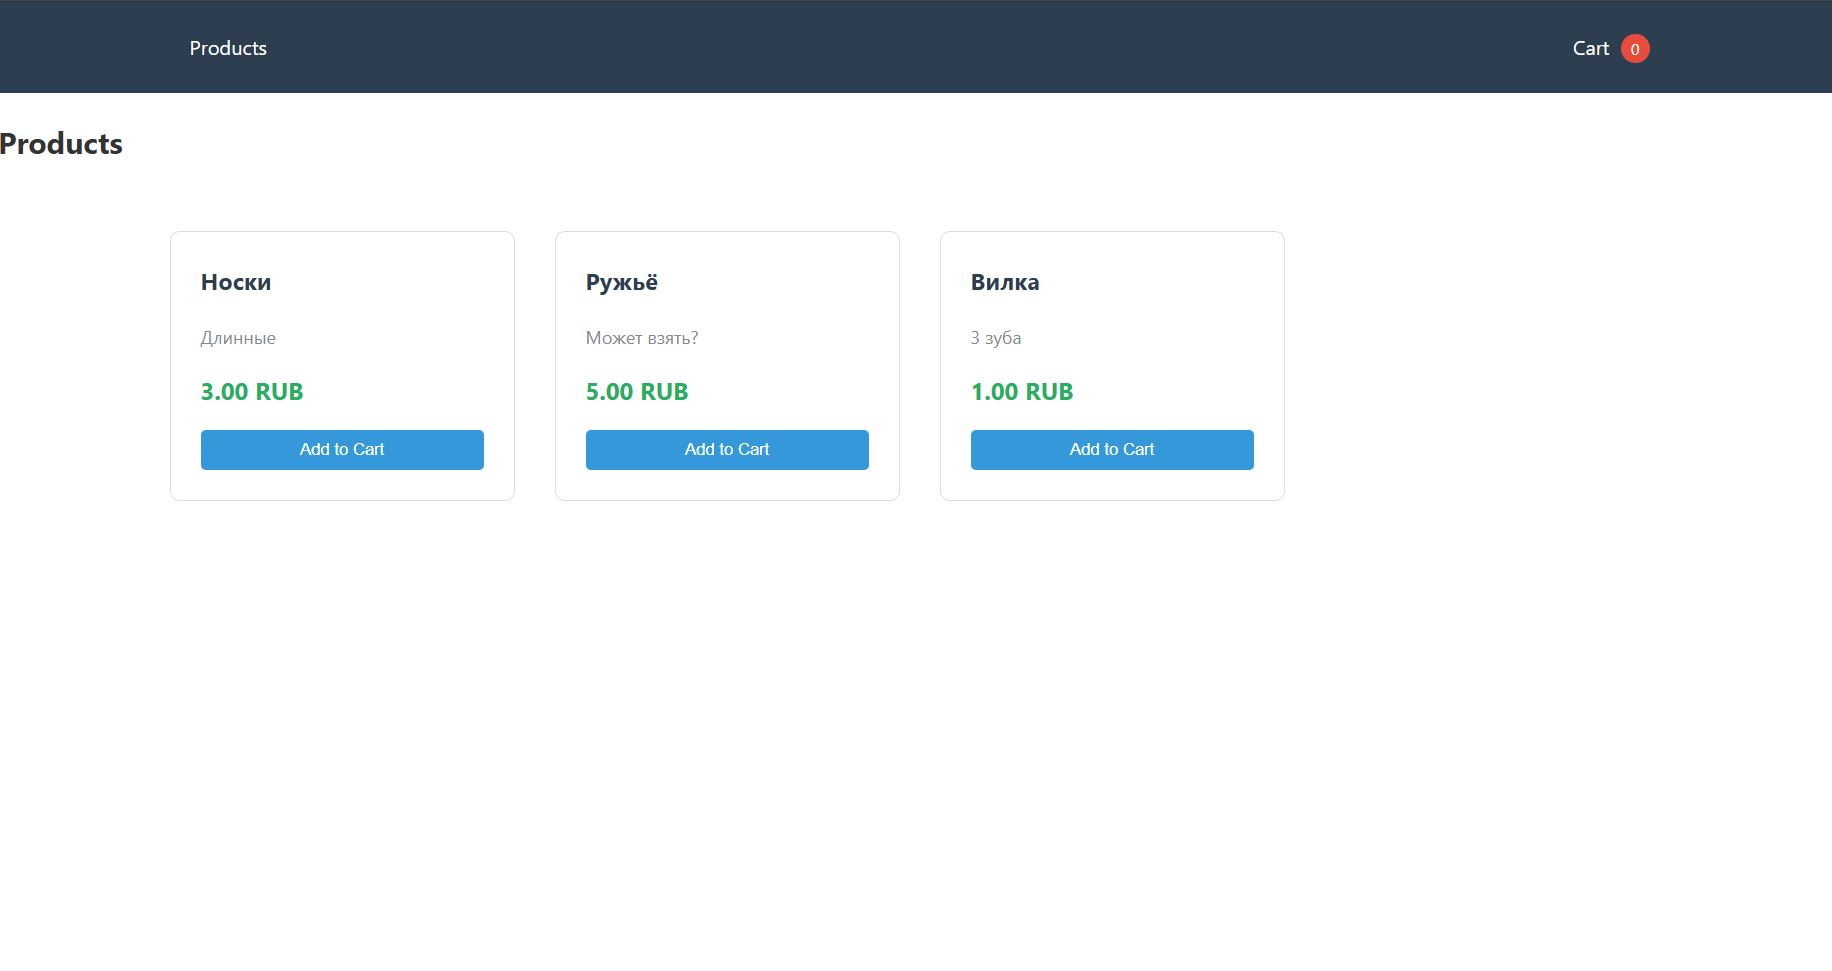 Products
Cart 0
Products
Носки
Длинные
3.00 RUB
Add to Cart
Ружьё
Может взять?
5.00 RUB
Add to Cart
Вилка
3 зуба
1.00 RUB
Add to Cart